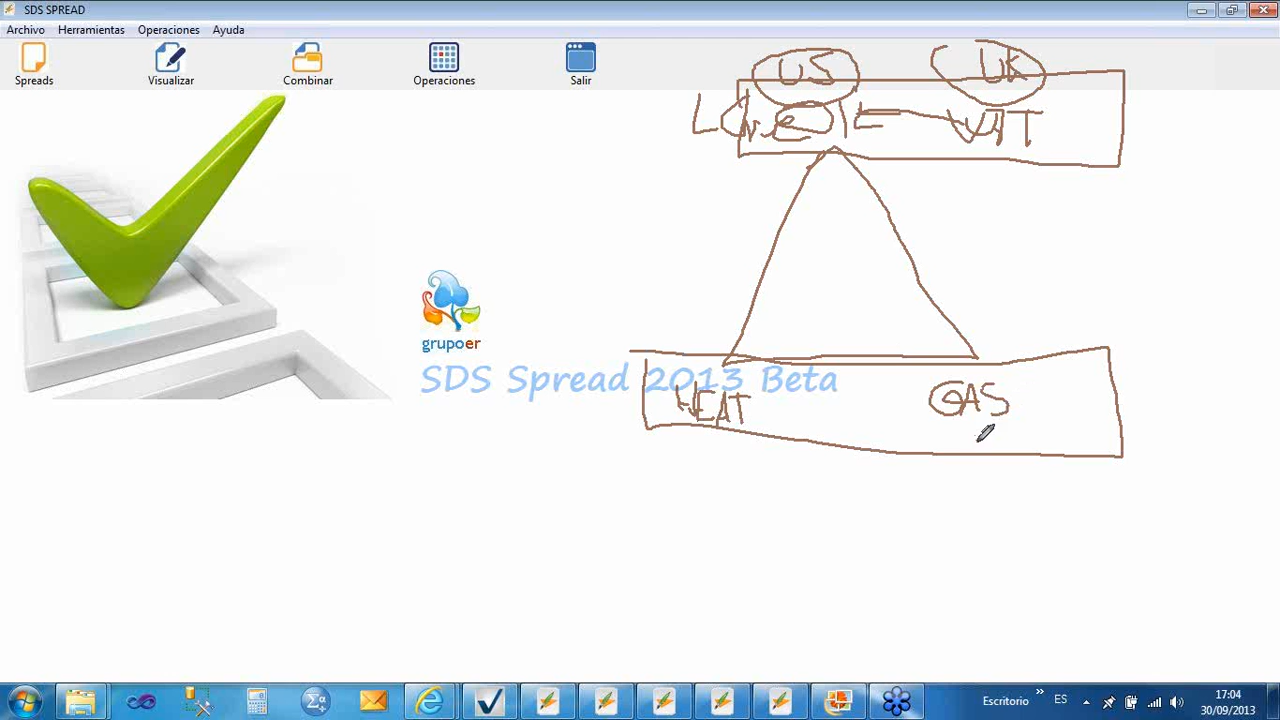 SDS SPREAD
Archivo Herramientas Operaciones Ayuda
Spreads Visualizar Combinar Operaciones Salir
US UK
grupoer
SDS Spread 2013 Beta
HEAT GAS
Escritorio » ES 17:04
30/09/2013